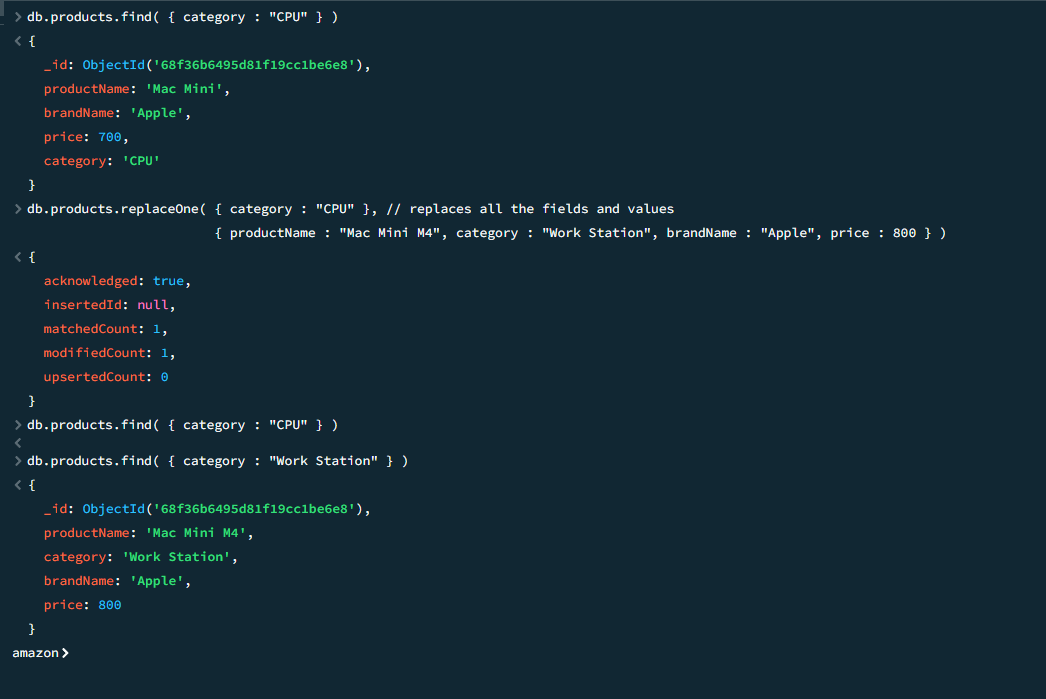 > db.products.find( { category : "CPU" } )
< {
_id: ObjectId('68f36b6495d81f19cc1be6e8'),
productName: 'Mac Mini',
brandName: 'Apple',
price: 700,
category: 'CPU'
}
> db.products.replaceOne( { category : "CPU" }, // replaces all the fields and values
{ productName : "Mac Mini M4", category : "Work Station", brandName : "Apple", price : 800 } )
< {
acknowledged: true,
insertedId: null,
matchedCount: 1,
modifiedCount: 1,
upsertedCount: 0
}
> db.products.find( { category : "CPU" } )
<
> db.products.find( { category : "Work Station" } )
< {
_id: ObjectId('68f36b6495d81f19cc1be6e8'),
productName: 'Mac Mini M4',
category: 'Work Station',
brandName: 'Apple',
price: 800
}
amazon>